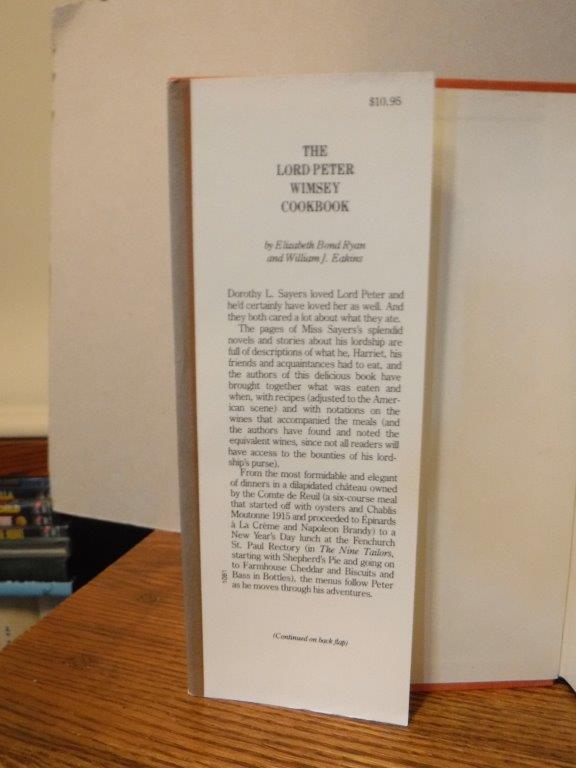 $10.95
THE
LORD PETER
WIMSEY
COOKBOOK
by Elizabeth Bond Ryan
and William J. Eakins
Dorothy L. Sayers loved Lord Peter and
he'd certainly have loved her as well. And
they both cared a lot about what they ate.
The pages of Miss Sayers's splendid
novels and stories about his lordship are
full of descriptions of what he, Harriet, his
friends and acquaintances had to eat, and
the authors of this delicious book have
brought together what was eaten and
when, with recipes (adjusted to the Amer-
ican scene) and with notations on the
wines that accompanied the meals (and
the authors have found and noted the
equivalent wines, since not all readers will
have access to the bounties of his lord-
ship's purse).
From the most formidable and elegant
of dinners in a dilapidated château owned
by the Comte de Reuil (a six-course meal
that started off with oysters and Chablis
Moutonne 1915 and proceeded to Épinards
à La Crème and Napoleon Brandy) to a
New Year's Day lunch at the Fenchurch
St. Paul Rectory (in The Nine Tailors,
starting with Shepherd's Pie and going on
to Farmhouse Cheddar and Biscuits and
Bass in Bottles), the menus follow Peter
as he moves through his adventures.
1081
(Continued on back flap)